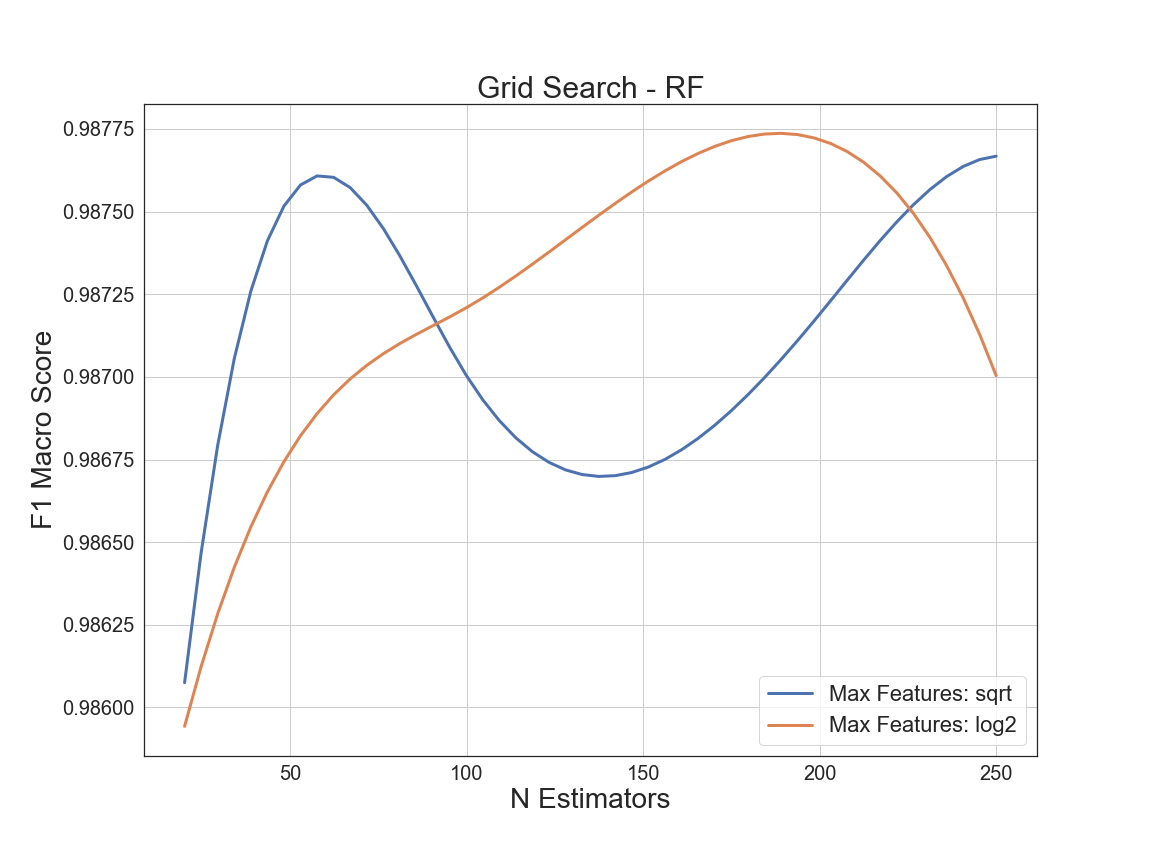 Grid Search - RF
0.98775
0.98750
0.98725
0.98700
0.98675
0.98650
0.98625
0.98600
F1 Macro Score
50 100 150 200 250
N Estimators
Max Features: sqrt
Max Features: log2